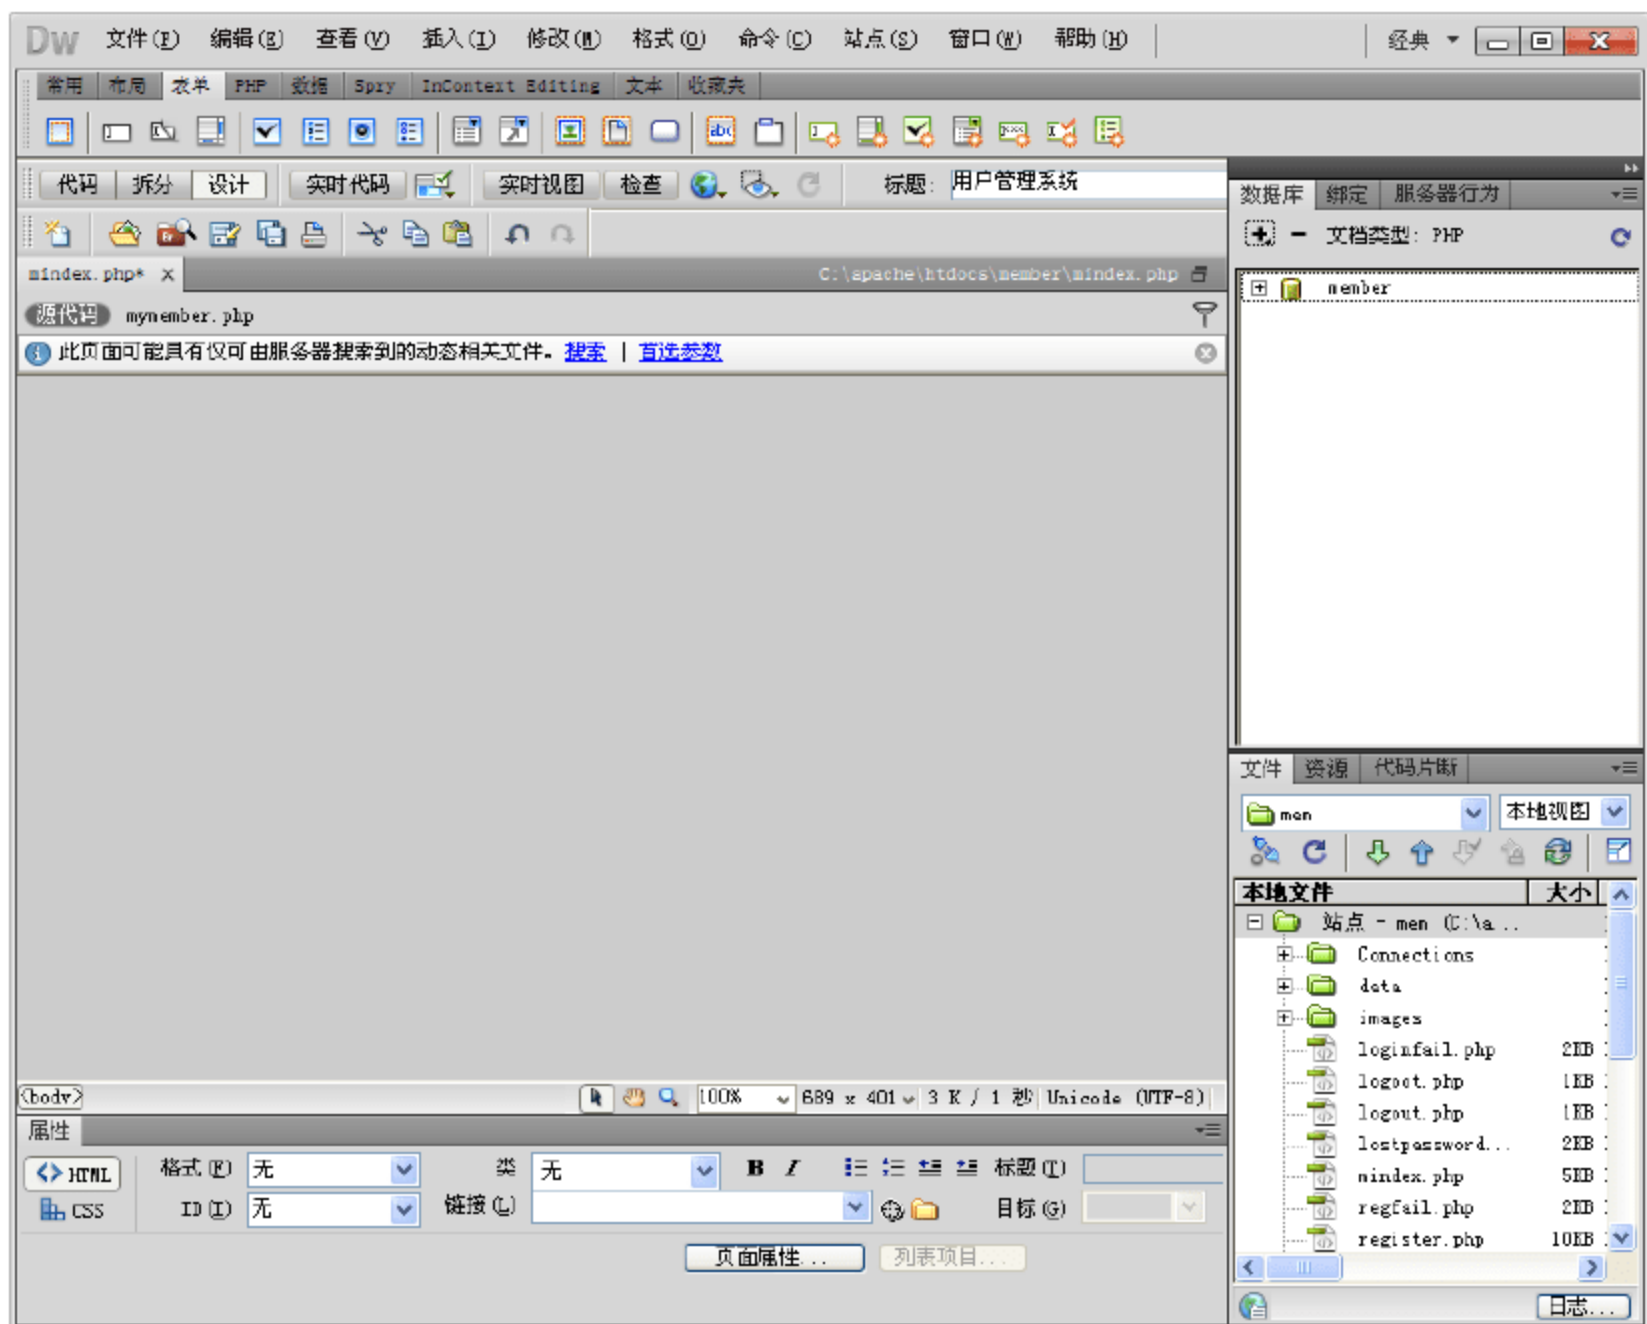 Dw 文件(F) 编辑(E) 查看(V) 插入(I) 修改(M) 格式(O) 命令(C) 站点(S) 窗口(W) 帮助(H) 经典
常用 布局 表单 PHP 数据 Spry InContext Editing 文本 收藏夹
代码 拆分 设计 实时代码 实时视图 检查 标题: 用户管理系统
mindex.php* C:\apache\htdocs\member\mindex.php
源代码 mymember.php
此页面可能具有仅可由服务器搜索到的动态相关文件。 搜索 | 首选参数
数据库 绑定 服务器行为
文档类型: PHP
member
文件 资源 代码片断
men 本地视图
本地文件 大小
站点 - men (C:\a...
Connections
data
images
loginfail.php 2KB
logoot.php 1KB
logout.php 1KB
lostpassword... 2KB
mindex.php 5KB
regfail.php 2KB
register.php 10KB
日志...
<body> 100% 689 x 401 3 K / 1 秒 Unicode (UTF-8)
属性
<> HTML 格式(F) 无 类 无 B I 标题(T)
CSS ID(I) 无 链接(L) 目标(G)
页面属性... 列表项目...